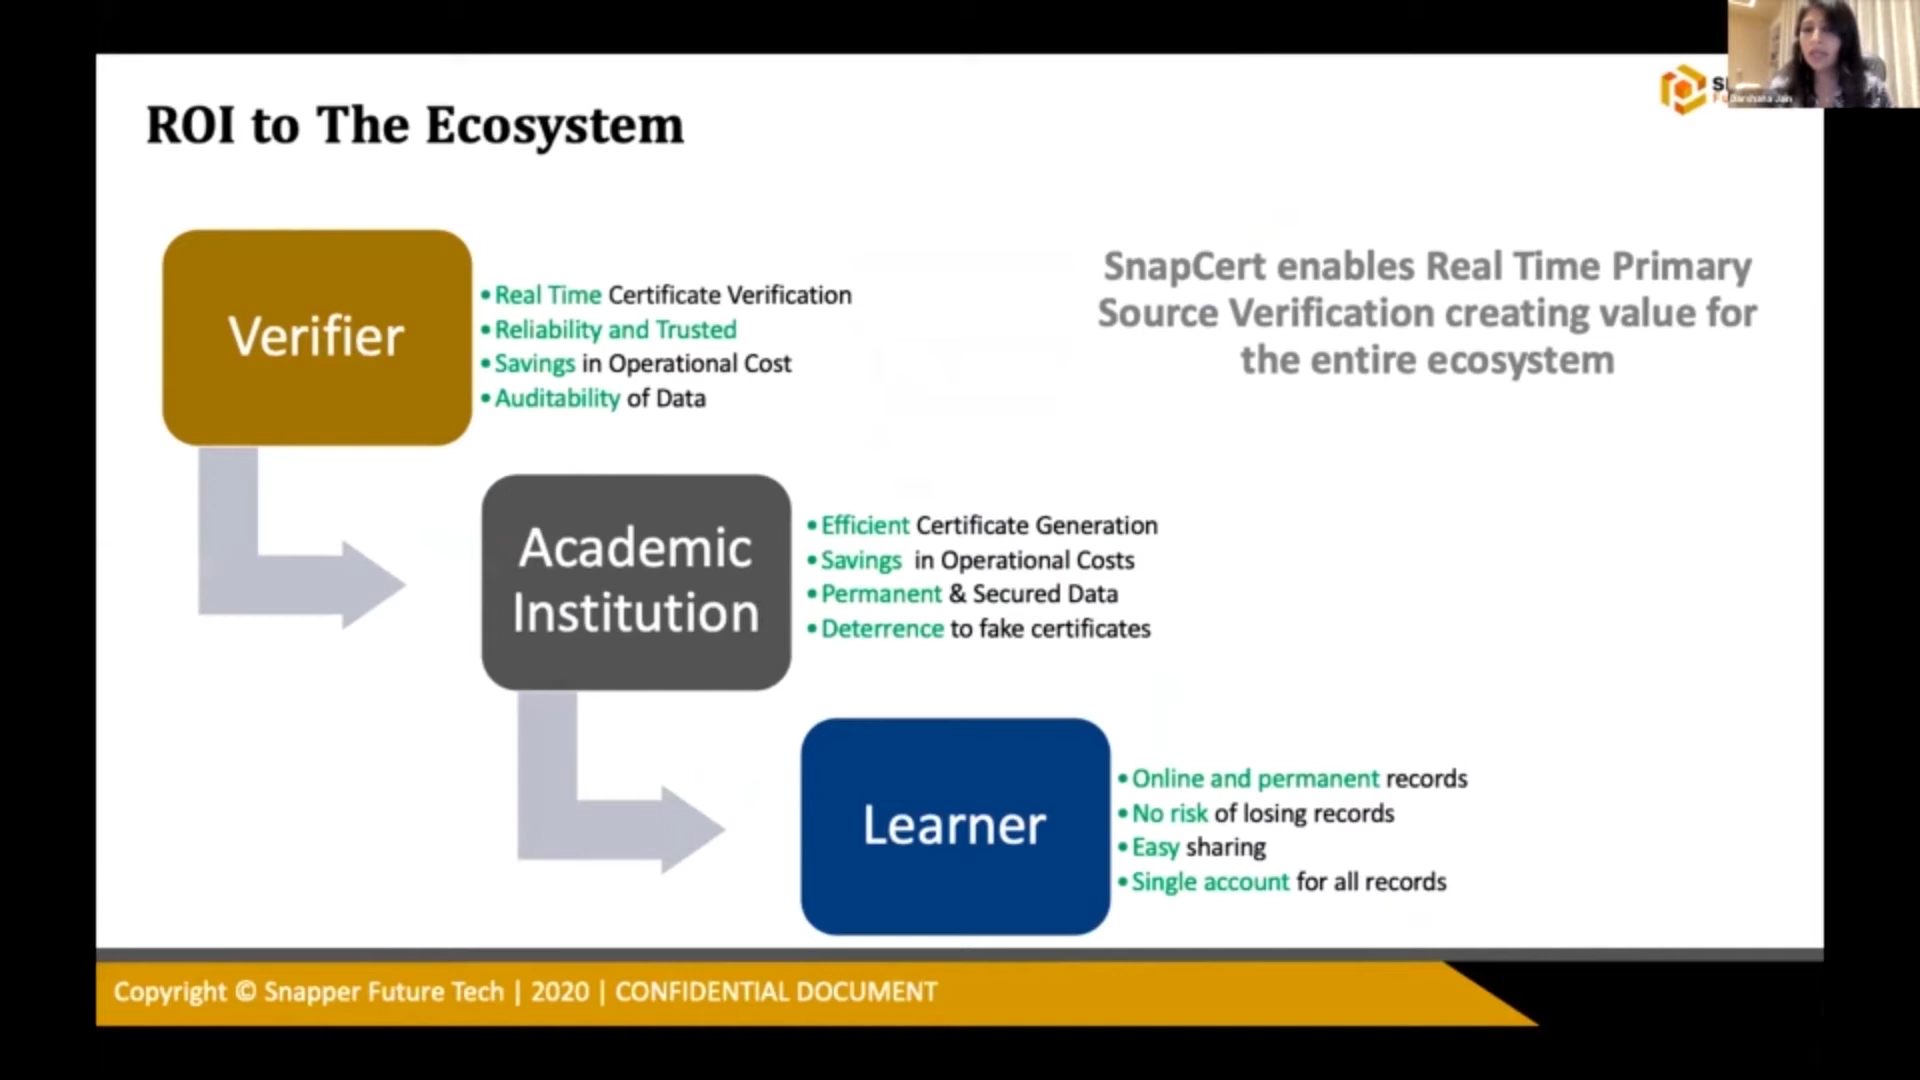 ROI to The Ecosystem
SnapCert enables Real Time Primary
Source Verification creating value for
the entire ecosystem
Verifier
• Real Time Certificate Verification
• Reliability and Trusted
• Savings in Operational Cost
• Auditability of Data
Academic
Institution
• Efficient Certificate Generation
• Savings in Operational Costs
• Permanent & Secured Data
• Deterrence to fake certificates
Learner
• Online and permanent records
• No risk of losing records
• Easy sharing
• Single account for all records
Copyright © Snapper Future Tech | 2020 | CONFIDENTIAL DOCUMENT